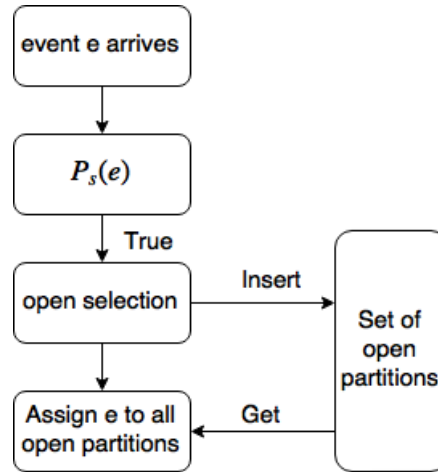 event e arrives
P_s(e)
True
open selection
Insert
Set of
open
partitions
Assign e to all
open partitions
Get